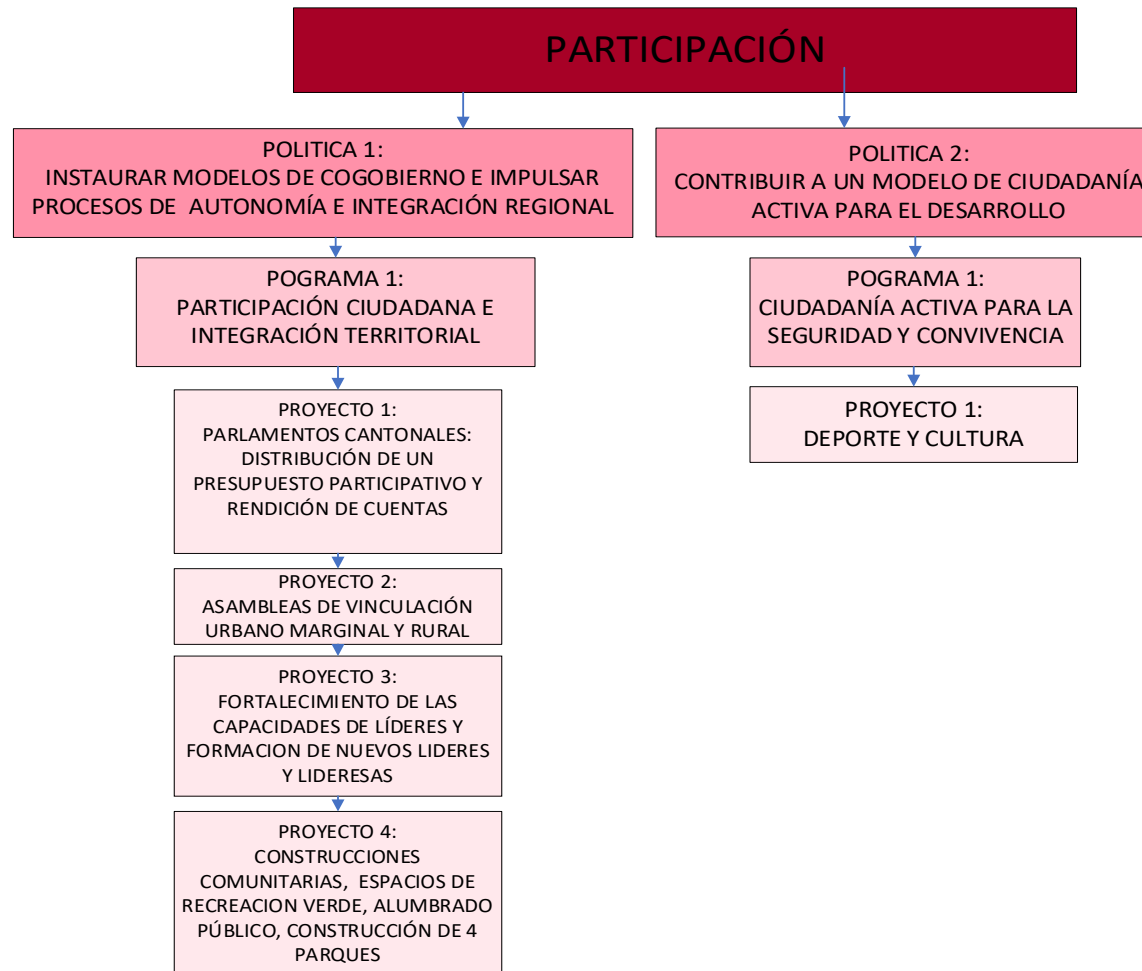 PARTICIPACIÓN
POLITICA 1:
INSTAURAR MODELOS DE COGOBIERNO E IMPULSAR
PROCESOS DE AUTONOMÍA E INTEGRACIÓN REGIONAL
POGRAMA 1:
PARTICIPACIÓN CIUDADANA E
INTEGRACIÓN TERRITORIAL
PROYECTO 1:
PARLAMENTOS CANTONALES:
DISTRIBUCIÓN DE UN
PRESUPUESTO PARTICIPATIVO Y
RENDICIÓN DE CUENTAS
PROYECTO 2:
ASAMBLEAS DE VINCULACIÓN
URBANO MARGINAL Y RURAL
PROYECTO 3:
FORTALECIMIENTO DE LAS
CAPACIDADES DE LÍDERES Y
FORMACION DE NUEVOS LIDERES
Y LIDERESAS
PROYECTO 4:
CONSTRUCCIONES
COMUNITARIAS, ESPACIOS DE
RECREACION VERDE, ALUMBRADO
PÚBLICO, CONSTRUCCIÓN DE 4
PARQUES
POLITICA 2:
CONTRIBUIR A UN MODELO DE CIUDADANÍA
ACTIVA PARA EL DESARROLLO
POGRAMA 1:
CIUDADANÍA ACTIVA PARA LA
SEGURIDAD Y CONVIVENCIA
PROYECTO 1:
DEPORTE Y CULTURA